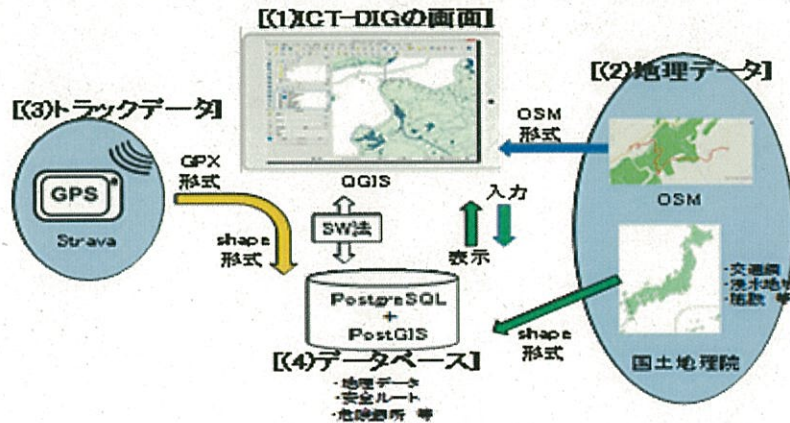 [(1)ICT-DIGの画面]
[(2)地理データ]
[(3)トラックデータ]
OSM
形式
GPX
形式
GPS
QGIS
入力
OSM
Strava
SW法
shape
形式
表示
・交通網
・浸水地域
・施設 等
PostgreSQL
+
PostGIS
shape
形式
国土地理院
[(4)データベース]
・地理データ
・安全ルート
・危険箇所 等